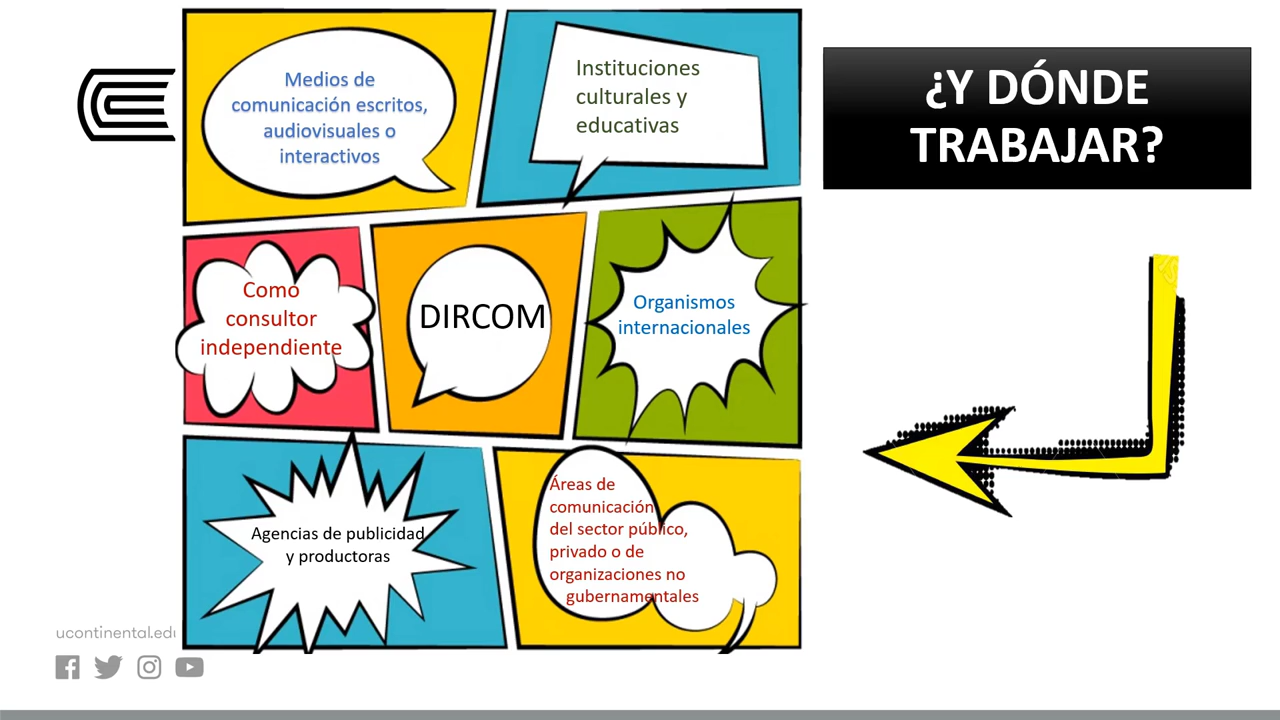 ¿Y DÓNDE
TRABAJAR?
Medios de
comunicación escritos,
audiovisuales o
interactivos
Instituciones
culturales y
educativas
Como
consultor
independiente
DIRCOM
Organismos
internacionales
Agencias de publicidad
y productoras
Áreas de
comunicación
del sector público,
privado o de
organizaciones no
gubernamentales
ucontinental.edu